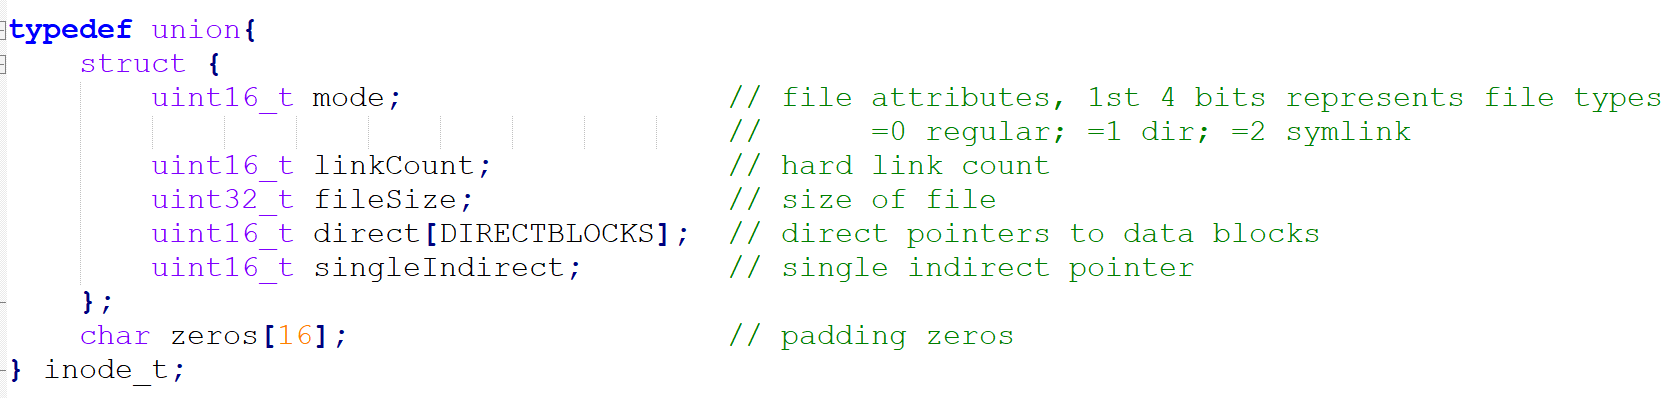 typedef union{
    struct {
        uint16_t mode;                  // file attributes, 1st 4 bits represents file types
                                        //      =0 regular; =1 dir; =2 symlink
        uint16_t linkCount;             // hard link count
        uint32_t fileSize;              // size of file
        uint16_t direct[DIRECTBLOCKS];  // direct pointers to data blocks
        uint16_t singleIndirect;        // single indirect pointer
    };
    char zeros[16];                     // padding zeros
} inode_t;